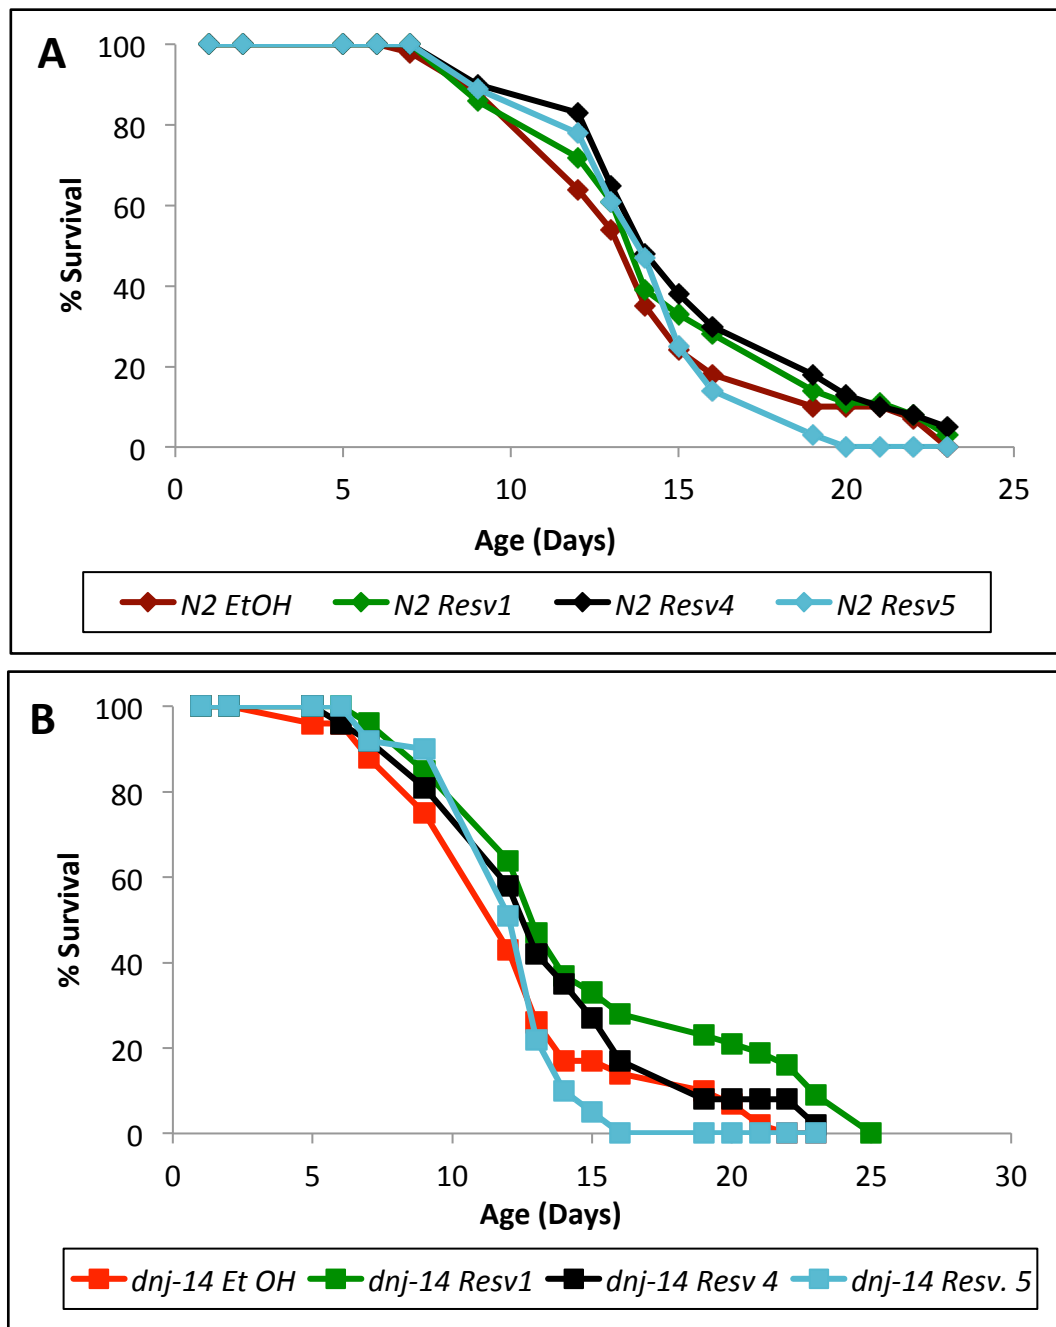 A
100
80
60
40
20
0
% Survival
0 5 10 15 20 25
Age (Days)
N2 EtOH N2 Resv1 N2 Resv4 N2 Resv5
B
100
80
60
40
20
0
% Survival
0 5 10 15 20 25 30
Age (Days)
dnj-14 Et OH dnj-14 Resv1 dnj-14 Resv 4 dnj-14 Resv. 5